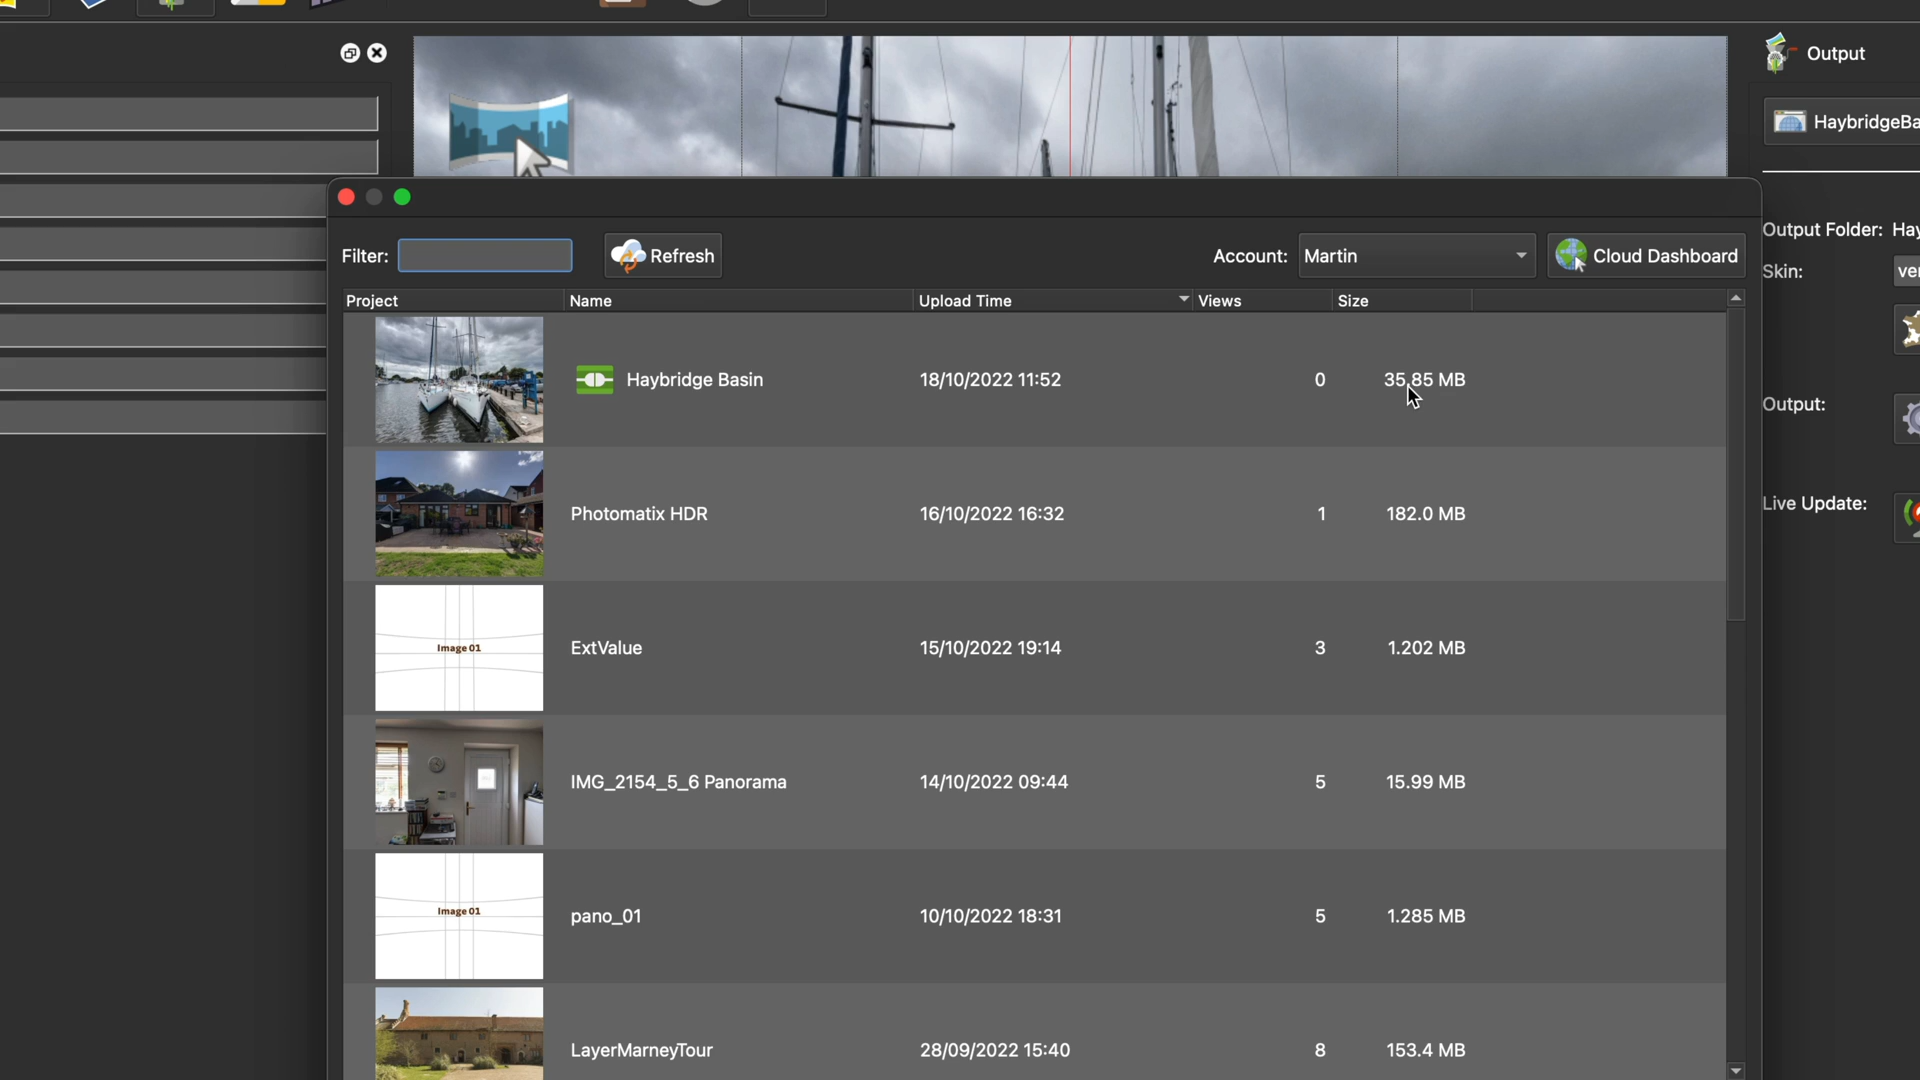 Output
HaybridgeBa
Filter:
Refresh
Account:
Martin
Cloud Dashboard
Output Folder: Hay
Skin:
ver
Project
Name
Upload Time
Views
Size
Haybridge Basin
18/10/2022 11:52
0
35.85 MB
Output:
Photomatix HDR
16/10/2022 16:32
1
182.0 MB
Live Update:
Image 01
ExtValue
15/10/2022 19:14
3
1.202 MB
IMG_2154_5_6 Panorama
14/10/2022 09:44
5
15.99 MB
Image 01
pano_01
10/10/2022 18:31
5
1.285 MB
LayerMarneyTour
28/09/2022 15:40
8
153.4 MB